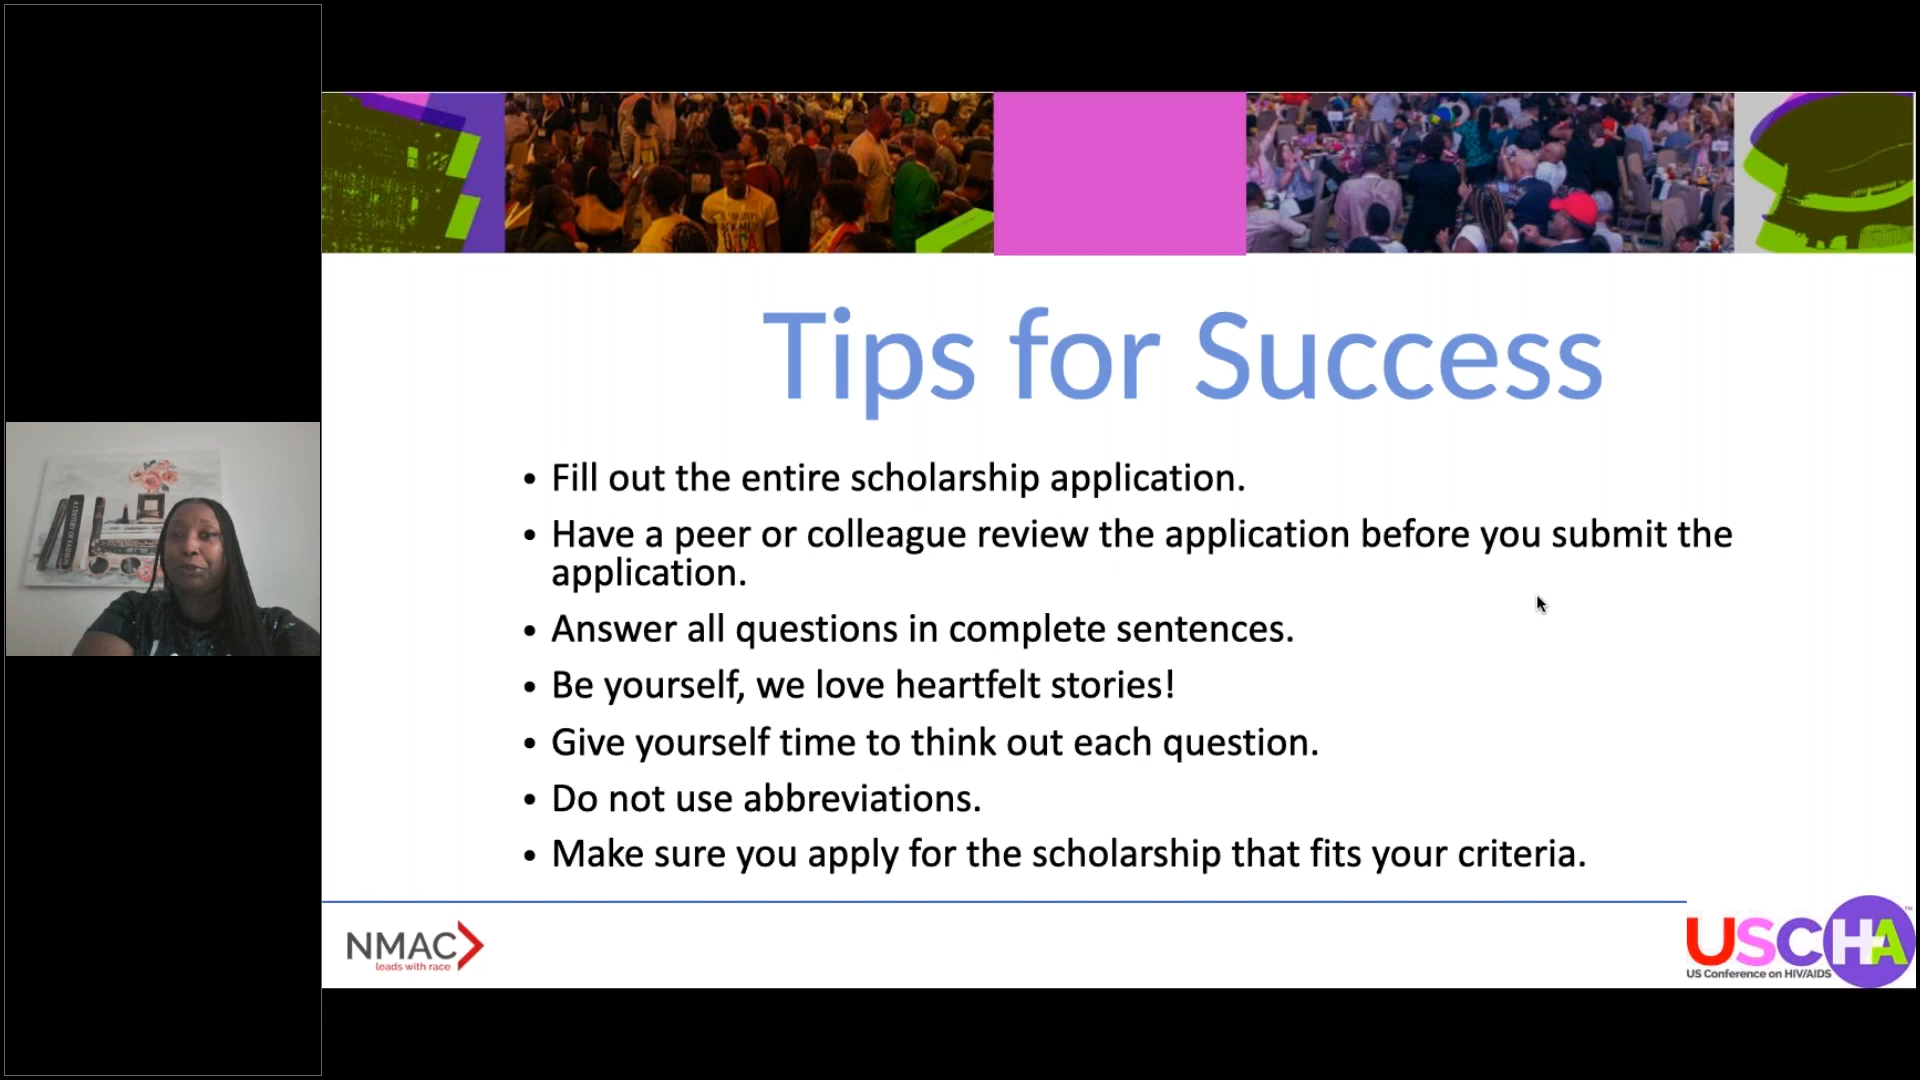 Tips for Success
• Fill out the entire scholarship application.
• Have a peer or colleague review the application before you submit the
application.
• Answer all questions in complete sentences.
• Be yourself, we love heartfelt stories!
• Give yourself time to think out each question.
• Do not use abbreviations.
• Make sure you apply for the scholarship that fits your criteria.
NMAC
leads with race
USCHA
US Conference on HIV/AIDS